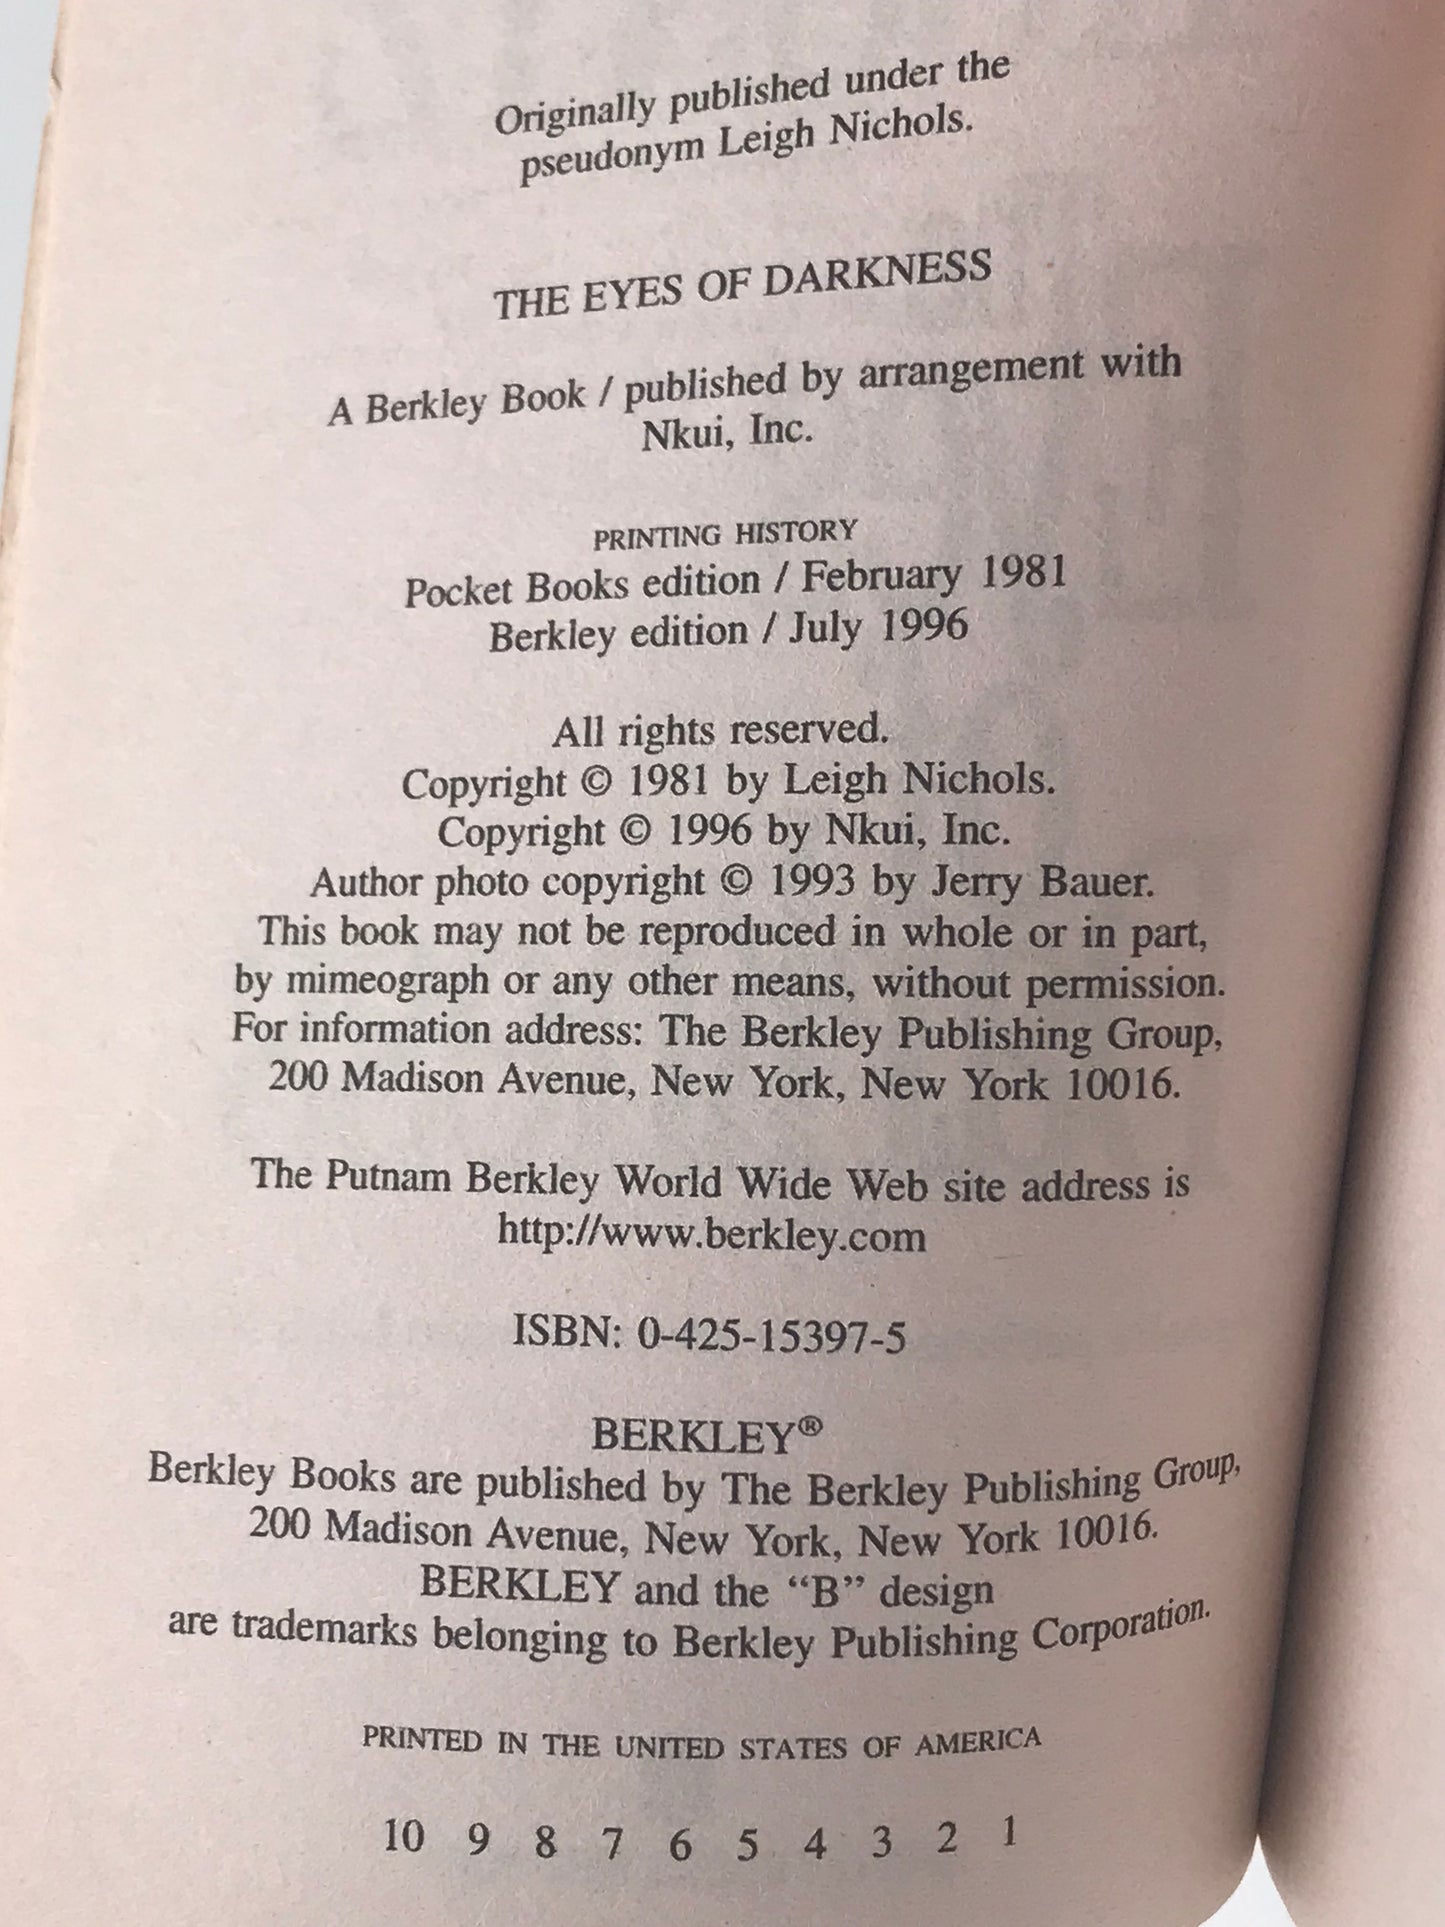 Originally published under the
pseudonym Leigh Nichols.
THE EYES OF DARKNESS
A Berkley Book / published by arrangement with
Nkui, Inc.
PRINTING HISTORY
Pocket Books edition / February 1981
Berkley edition / July 1996
All rights reserved.
Copyright © 1981 by Leigh Nichols.
Copyright © 1996 by Nkui, Inc.
Author photo copyright © 1993 by Jerry Bauer.
This book may not be reproduced in whole or in part,
by mimeograph or any other means, without permission.
For information address: The Berkley Publishing Group,
200 Madison Avenue, New York, New York 10016.
The Putnam Berkley World Wide Web site address is
http://www.berkley.com
ISBN: 0-425-15397-5
BERKLEY®
Berkley Books are published by The Berkley Publishing Group,
200 Madison Avenue, New York, New York 10016.
BERKLEY and the “B” design
are trademarks belonging to Berkley Publishing Corporation.
PRINTED IN THE UNITED STATES OF AMERICA
10 9 8 7 6 5 4 3 2 1